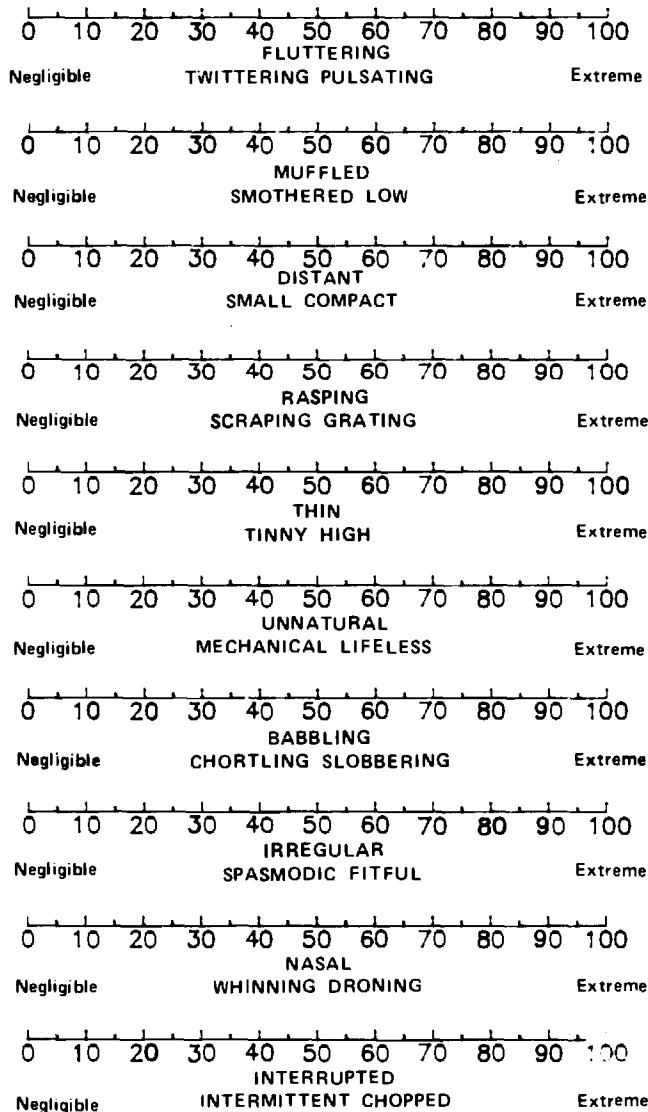 0 10 20 30 40 50 60 70 80 90 100
FLUTTERING
Negligible TWITTERING PULSATING Extreme
0 10 20 30 40 50 60 70 80 90 100
MUFFLED
Negligible SMOTHERED LOW Extreme
0 10 20 30 40 50 60 70 80 90 100
DISTANT
Negligible SMALL COMPACT Extreme
0 10 20 30 40 50 60 70 80 90 100
RASPING
Negligible SCRAPING GRATING Extreme
0 10 20 30 40 50 60 70 80 90 100
THIN
Negligible TINNY HIGH Extreme
0 10 20 30 40 50 60 70 80 90 100
UNNATURAL
Negligible MECHANICAL LIFELESS Extreme
0 10 20 30 40 50 60 70 80 90 100
BABBLING
Negligible CHORTLING SLOBBERING Extreme
0 10 20 30 40 50 60 70 80 90 100
IRREGULAR
Negligible SPASMODIC FITFUL Extreme
0 10 20 30 40 50 60 70 80 90 100
NASAL
Negligible WHINNING DRONING Extreme
0 10 20 30 40 50 60 70 80 90 100
INTERRUPTED
Negligible INTERMITTENT CHOPPED Extreme